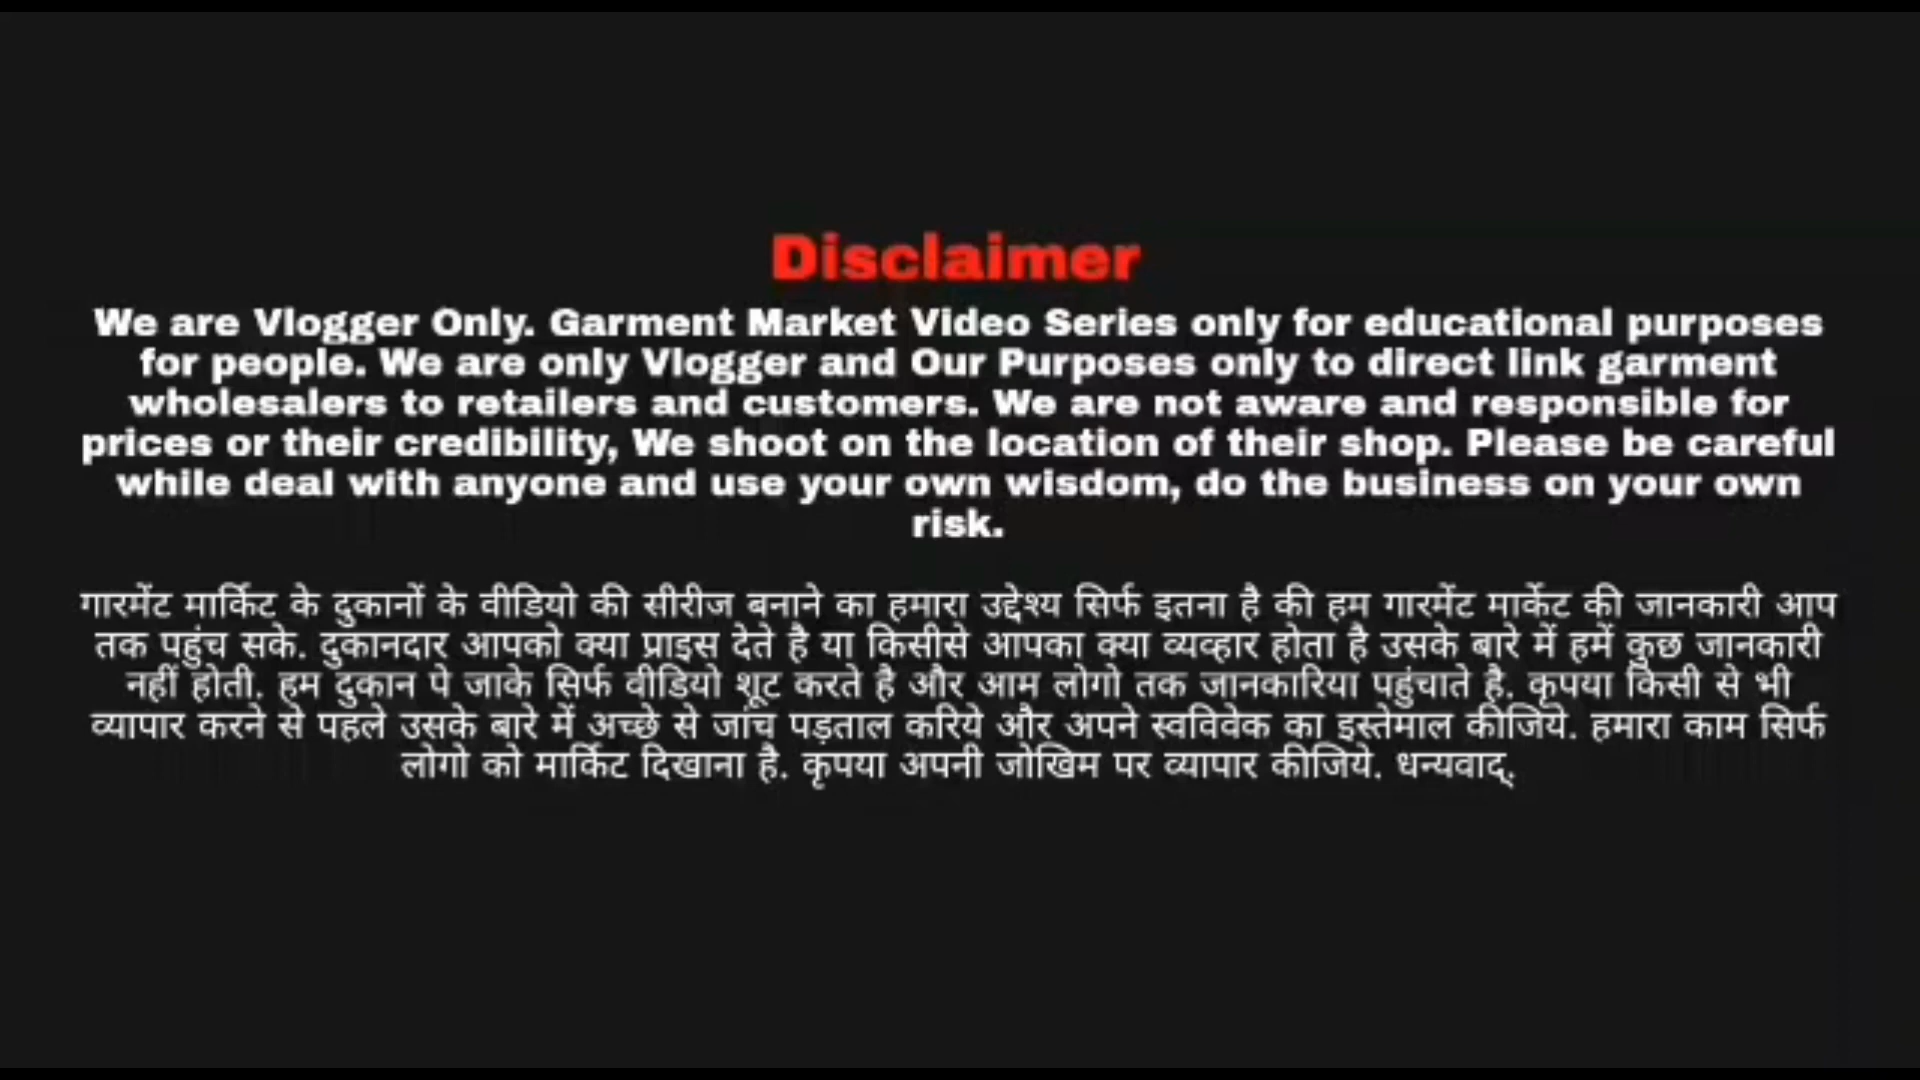 Disclaimer
We are Vlogger Only. Garment Market Video Series only for educational purposes
for people. We are only Vlogger and Our Purposes only to direct link garment
wholesalers to retailers and customers. We are not aware and responsible for
prices or their credibility, We shoot on the location of their shop. Please be careful
while deal with anyone and use your own wisdom, do the business on your own
risk.
गारमेंट मार्किट के दुकानों के वीडियो की सीरीज बनाने का हमारा उद्देश्य सिर्फ इतना है की हम गारमेंट मार्केट की जानकारी आप
तक पहुंच सके. दुकानदार आपको क्या प्राइस देते है या किसीसे आपका क्या व्यव्हार होता है उसके बारे में हमें कुछ जानकारी
नहीं होती. हम दुकान पे जाके सिर्फ वीडियो शूट करते है और आम लोगो तक जानकारिया पहुंचाते है. कृपया किसी से भी
व्यापार करने से पहले उसके बारे में अच्छे से जांच पड़ताल करिये और अपने स्वविवेक का इस्तेमाल कीजिये. हमारा काम सिर्फ
लोगो को मार्किट दिखाना है. कृपया अपनी जोखिम पर व्यापार कीजिये. धन्यवाद्.